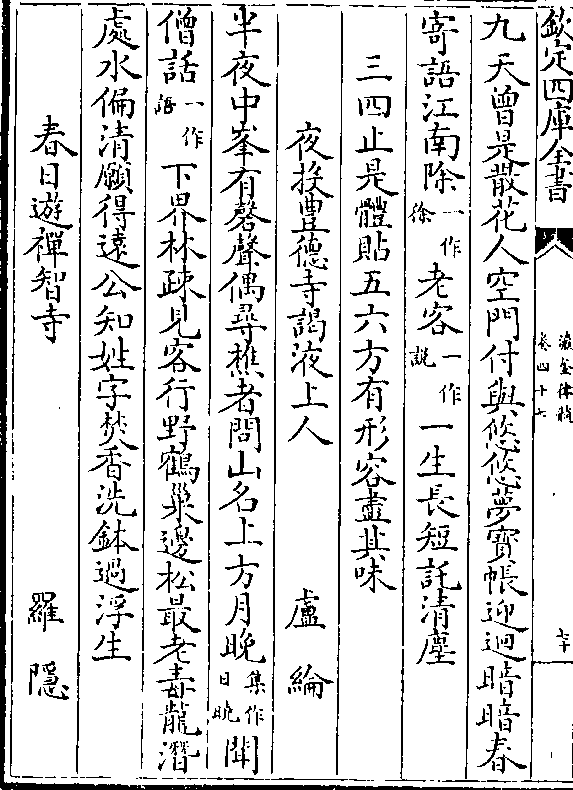 欽定四庫全書
瀛奎律髓
卷四十七
九天曾是散花人空門付與悠悠夢寶帳迎迴暗暗春
寄語江南除一作徐老客一作説一生長短託清塵
三四止是體貼五六方有形容盡其味
夜投豐德寺謁液上人 盧綸
半夜中峯有磬聲偶尋樵者問山名上方月晚集作日曉聞
僧話一作語下界林疎見客行野鶴巢邊松最老毒龍潛
處水偏清願得遠公知姓字焚香洗鉢過浮生
春日遊禪智寺 羅隱